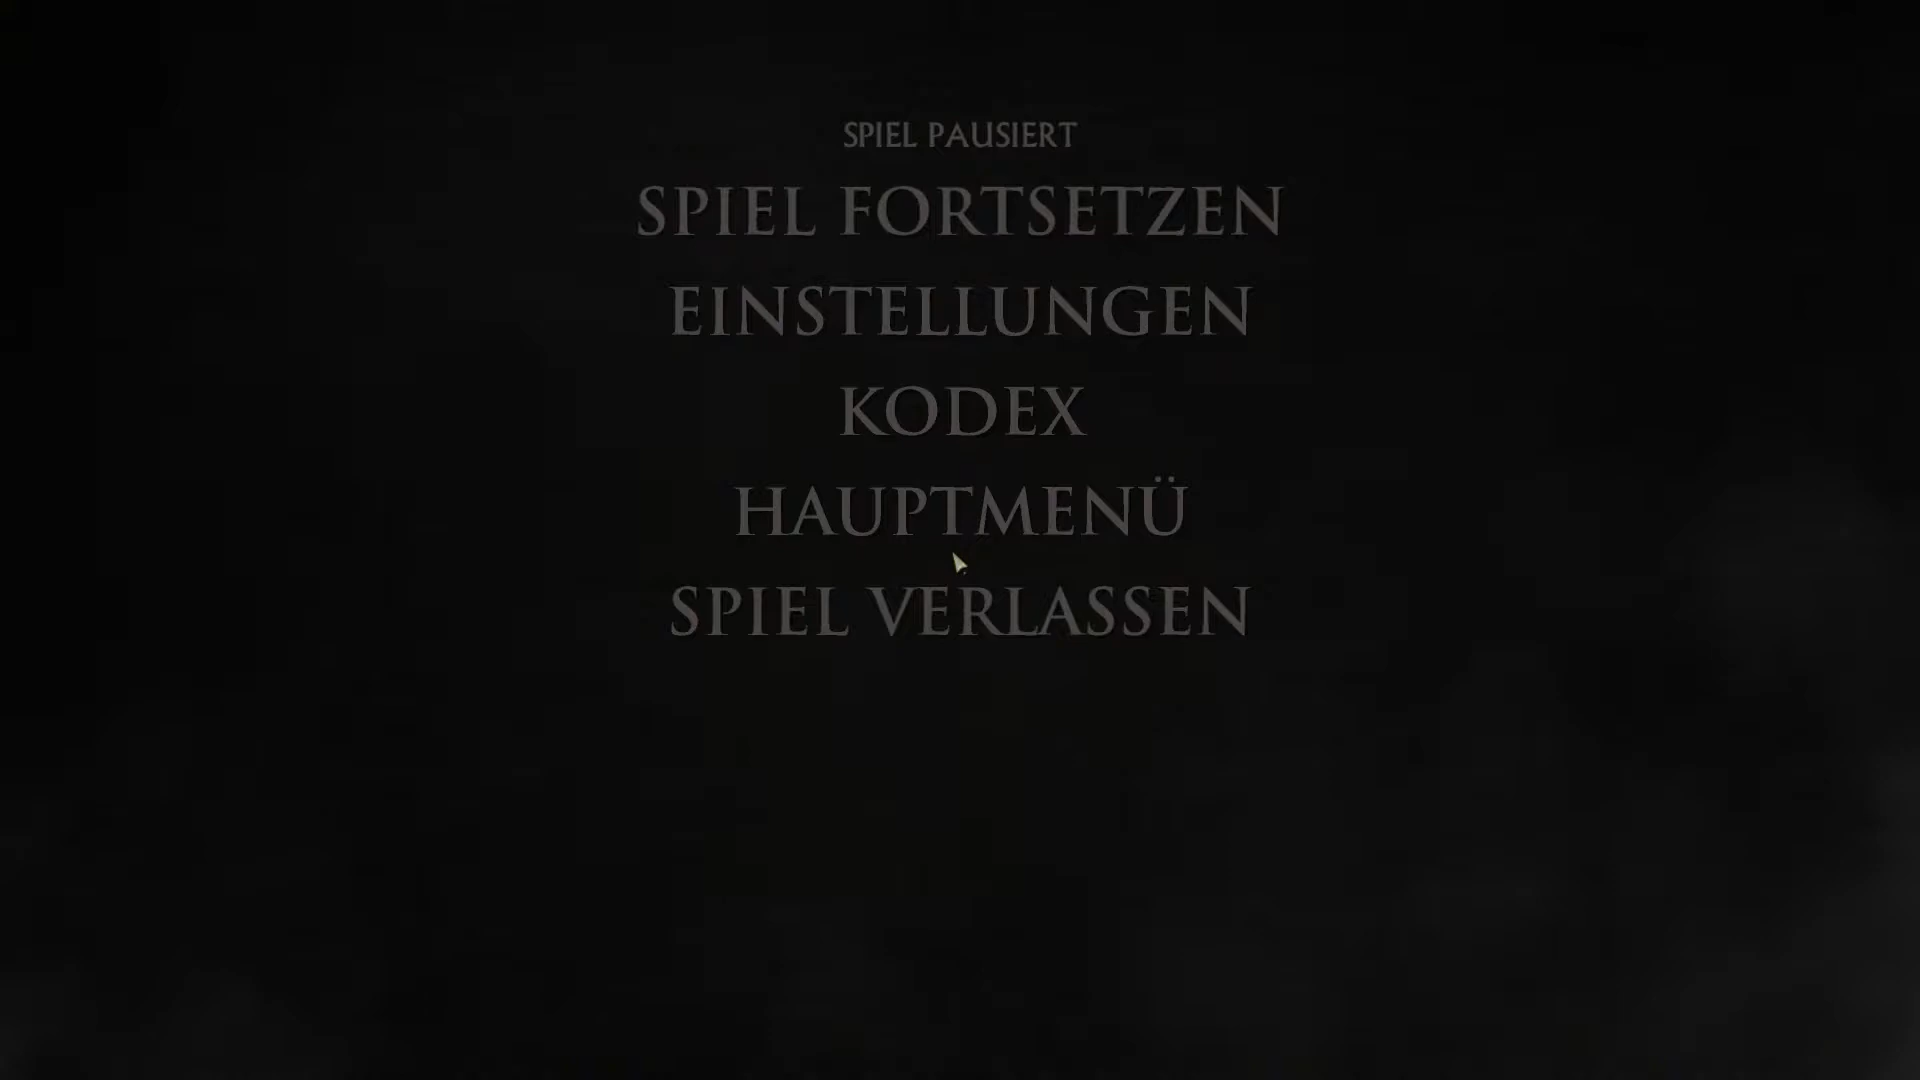 SPIEL PAUSIERT
SPIEL FORTSETZEN
EINSTELLUNGEN
KODEX
HAUPTMENÜ
SPIEL VERLASSEN